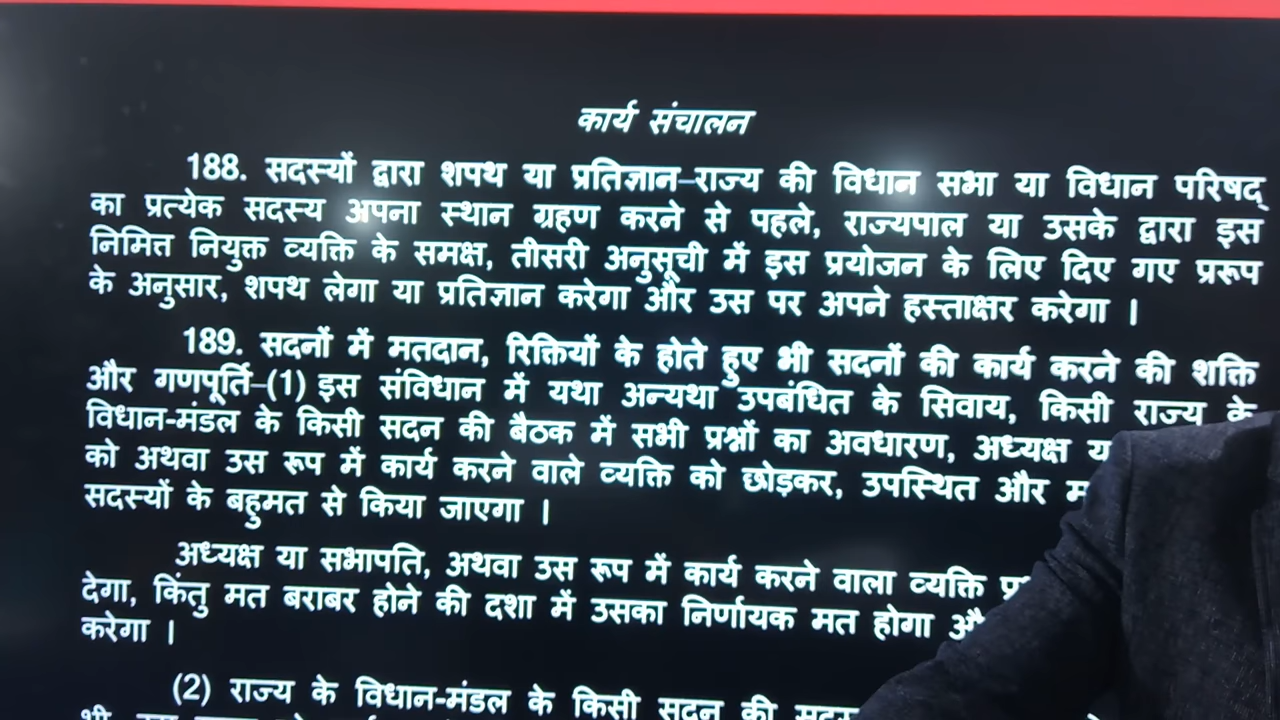 कार्य संचालन
188. सदस्यों द्वारा शपथ या प्रतिज्ञान–राज्य की विधान सभा या विधान परिषद्
का प्रत्येक सदस्य अपना स्थान ग्रहण करने से पहले, राज्यपाल या उसके द्वारा इस
निमित्त नियुक्त व्यक्ति के समक्ष, तीसरी अनुसूची में इस प्रयोजन के लिए दिए गए प्ररूप
के अनुसार, शपथ लेगा या प्रतिज्ञान करेगा और उस पर अपने हस्ताक्षर करेगा ।
189. सदनों में मतदान, रिक्तियों के होते हुए भी सदनों की कार्य करने की शक्ति
और गणपूर्ति–(1) इस संविधान में यथा अन्यथा उपबंधित के सिवाय, किसी राज्य के
विधान-मंडल के किसी सदन की बैठक में सभी प्रश्नों का अवधारण, अध्यक्ष
को अथवा उस रूप में कार्य करने वाले व्यक्ति को छोड़कर, उपस्थित और
सदस्यों के बहुमत से किया जाएगा ।
अध्यक्ष या सभापति, अथवा उस रूप में कार्य करने वाला व्यक्ति
देगा, किंतु मत बराबर होने की दशा में उसका निर्णायक मत होगा
करेगा ।
(2) राज्य के विधान-मंडल के किसी सदन की